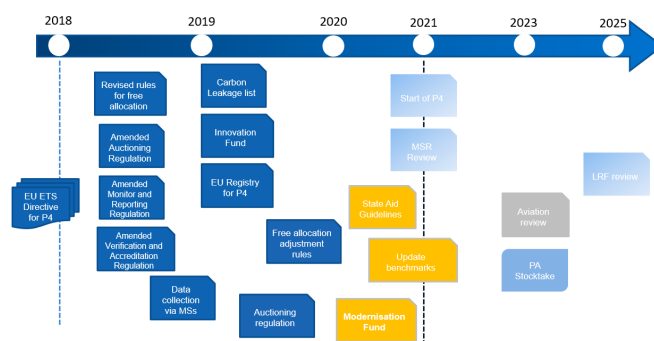 2018
2019
2020
2021
2023
2025
Revised rules
for free
allocation
Carbon
Leakage list
Start of P4
Amended
Auctioning
Regulation
Innovation
Fund
MSR
Review
LRF review
EU ETS
Directive
for P4
Amended
Monitor and
Reporting
Regulation
EU Registry
for P4
State Aid
Guidelines
Aviation
review
Amended
Verification and
Accreditation
Regulation
Free allocation
adjustment
rules
Update
benchmarks
PA
Stocktake
Data
collection
via MSs
Auctioning
regulation
Modernisation
Fund